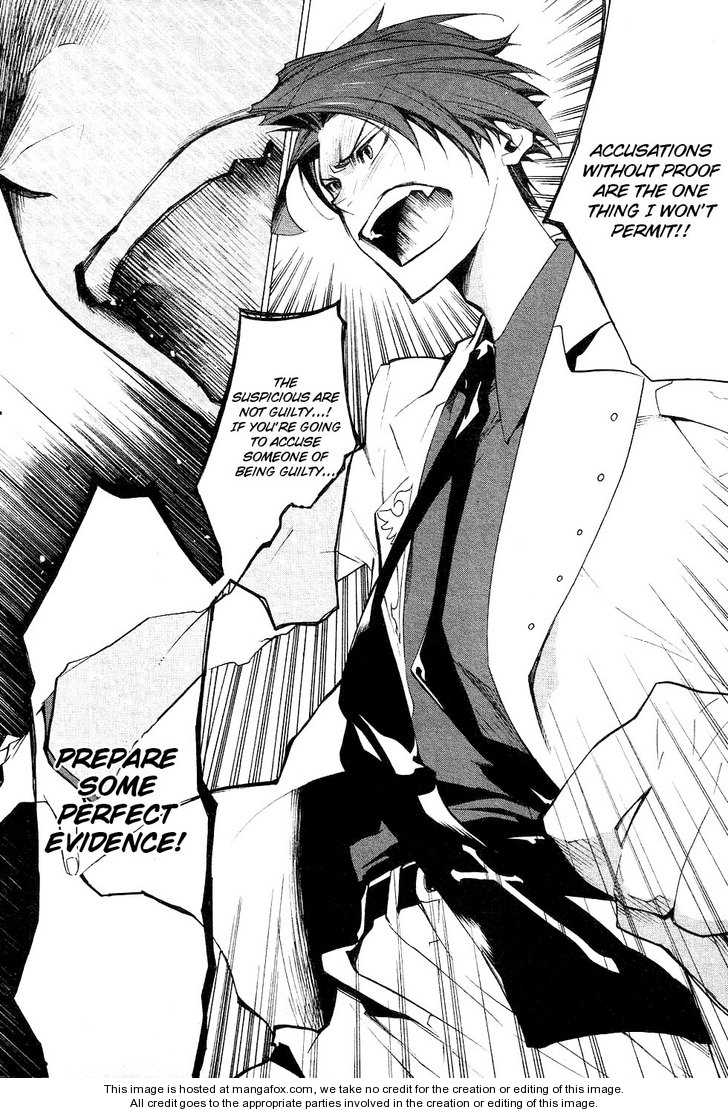 ACCUSATIONS
WITHOUT PROOF
ARE THE ONE
THING I WON'T
PERMIT!!
THE
SUSPICIOUS ARE
NOT GUILTY...!
IF YOU'RE GOING
TO ACCUSE
SOMEONE OF
BEING GUILTY...
PREPARE
SOME
PERFECT
EVIDENCE!
This image is hosted at mangafox.com, we take no credit for the creation or editing of this image.
All credit goes to the appropriate parties involved in the creation or editing of this image.